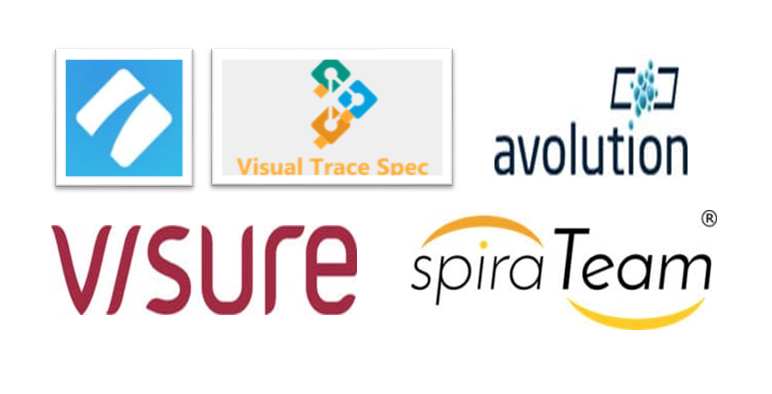 Visual Trace Spec
avolution
visure
spiraTeam®